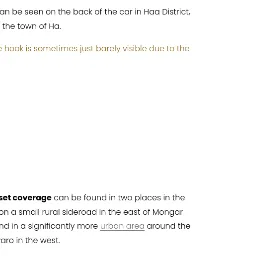 an be seen on the back of the car in Haa District,
the town of Ha.
hook is sometimes just barely visible due to the
set coverage can be found in two places in the
on a small rural sideroad in the east of Mongar
nd in a significantly more urban area around the
aro in the west.